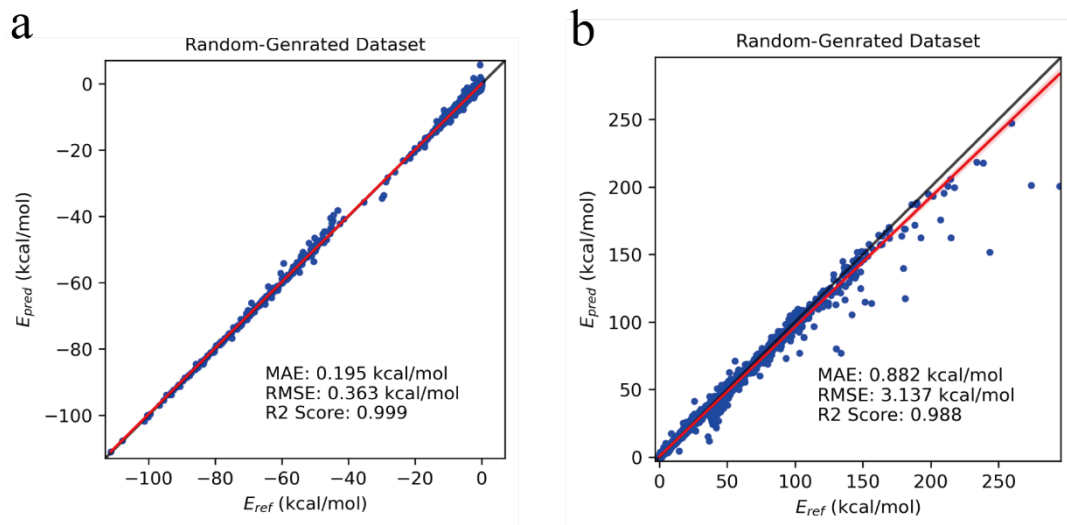 a
Random-Genrated Dataset
0
−20
−40
−60
−80
−100
E_pred (kcal/mol)
MAE: 0.195 kcal/mol
RMSE: 0.363 kcal/mol
R2 Score: 0.999
−100 −80 −60 −40 −20 0
E_ref (kcal/mol)
b
Random-Genrated Dataset
250
200
150
100
50
0
E_pred (kcal/mol)
MAE: 0.882 kcal/mol
RMSE: 3.137 kcal/mol
R2 Score: 0.988
0 50 100 150 200 250
E_ref (kcal/mol)